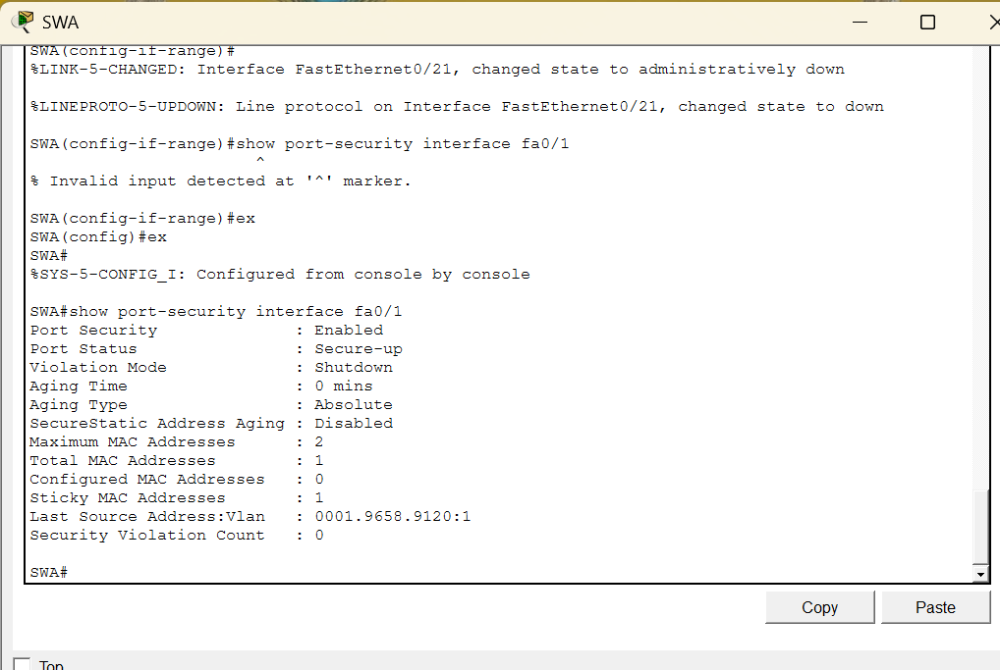 SWA
SWA(config-if-range)#
%LINK-5-CHANGED: Interface FastEthernet0/21, changed state to administratively down
%LINEPROTO-5-UPDOWN: Line protocol on Interface FastEthernet0/21, changed state to down
SWA(config-if-range)#show port-security interface fa0/1
^
% Invalid input detected at '^' marker.
SWA(config-if-range)#ex
SWA(config)#ex
SWA#
%SYS-5-CONFIG_I: Configured from console by console
SWA#show port-security interface fa0/1
Port Security : Enabled
Port Status : Secure-up
Violation Mode : Shutdown
Aging Time : 0 mins
Aging Type : Absolute
SecureStatic Address Aging : Disabled
Maximum MAC Addresses : 2
Total MAC Addresses : 1
Configured MAC Addresses : 0
Sticky MAC Addresses : 1
Last Source Address:Vlan : 0001.9658.9120:1
Security Violation Count : 0
SWA#
Copy Paste
Top